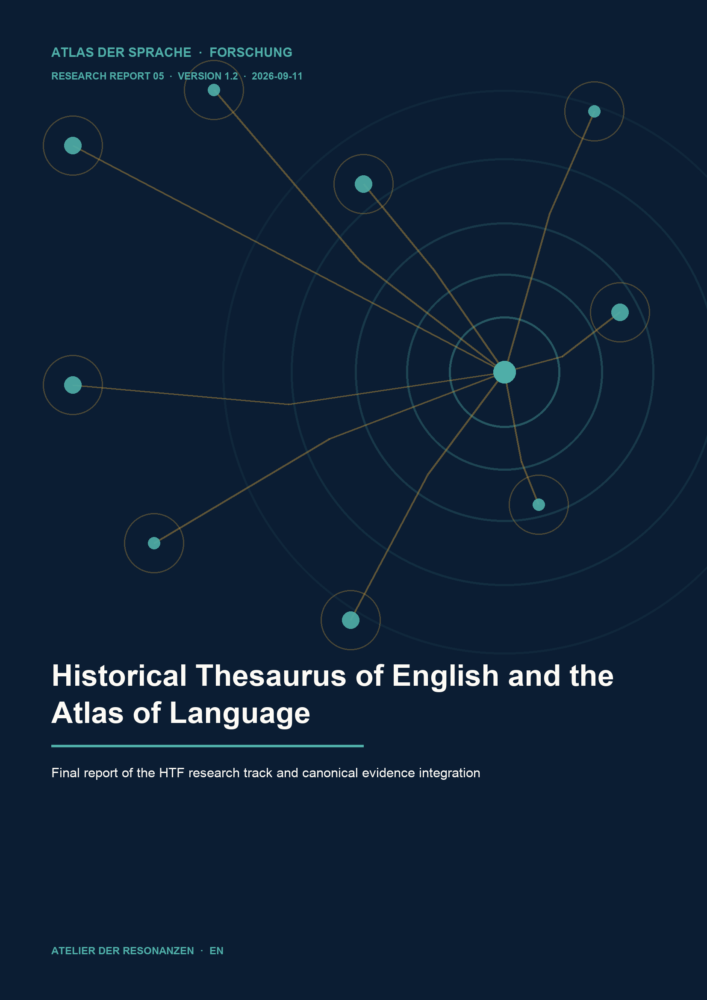 ATLAS DER SPRACHE · FORSCHUNG
RESEARCH REPORT 05 · VERSION 1.2 · 2026-09-11
Historical Thesaurus of English and the
Atlas of Language
Final report of the HTF research track and canonical evidence integration
ATELIER DER RESONANZEN · EN